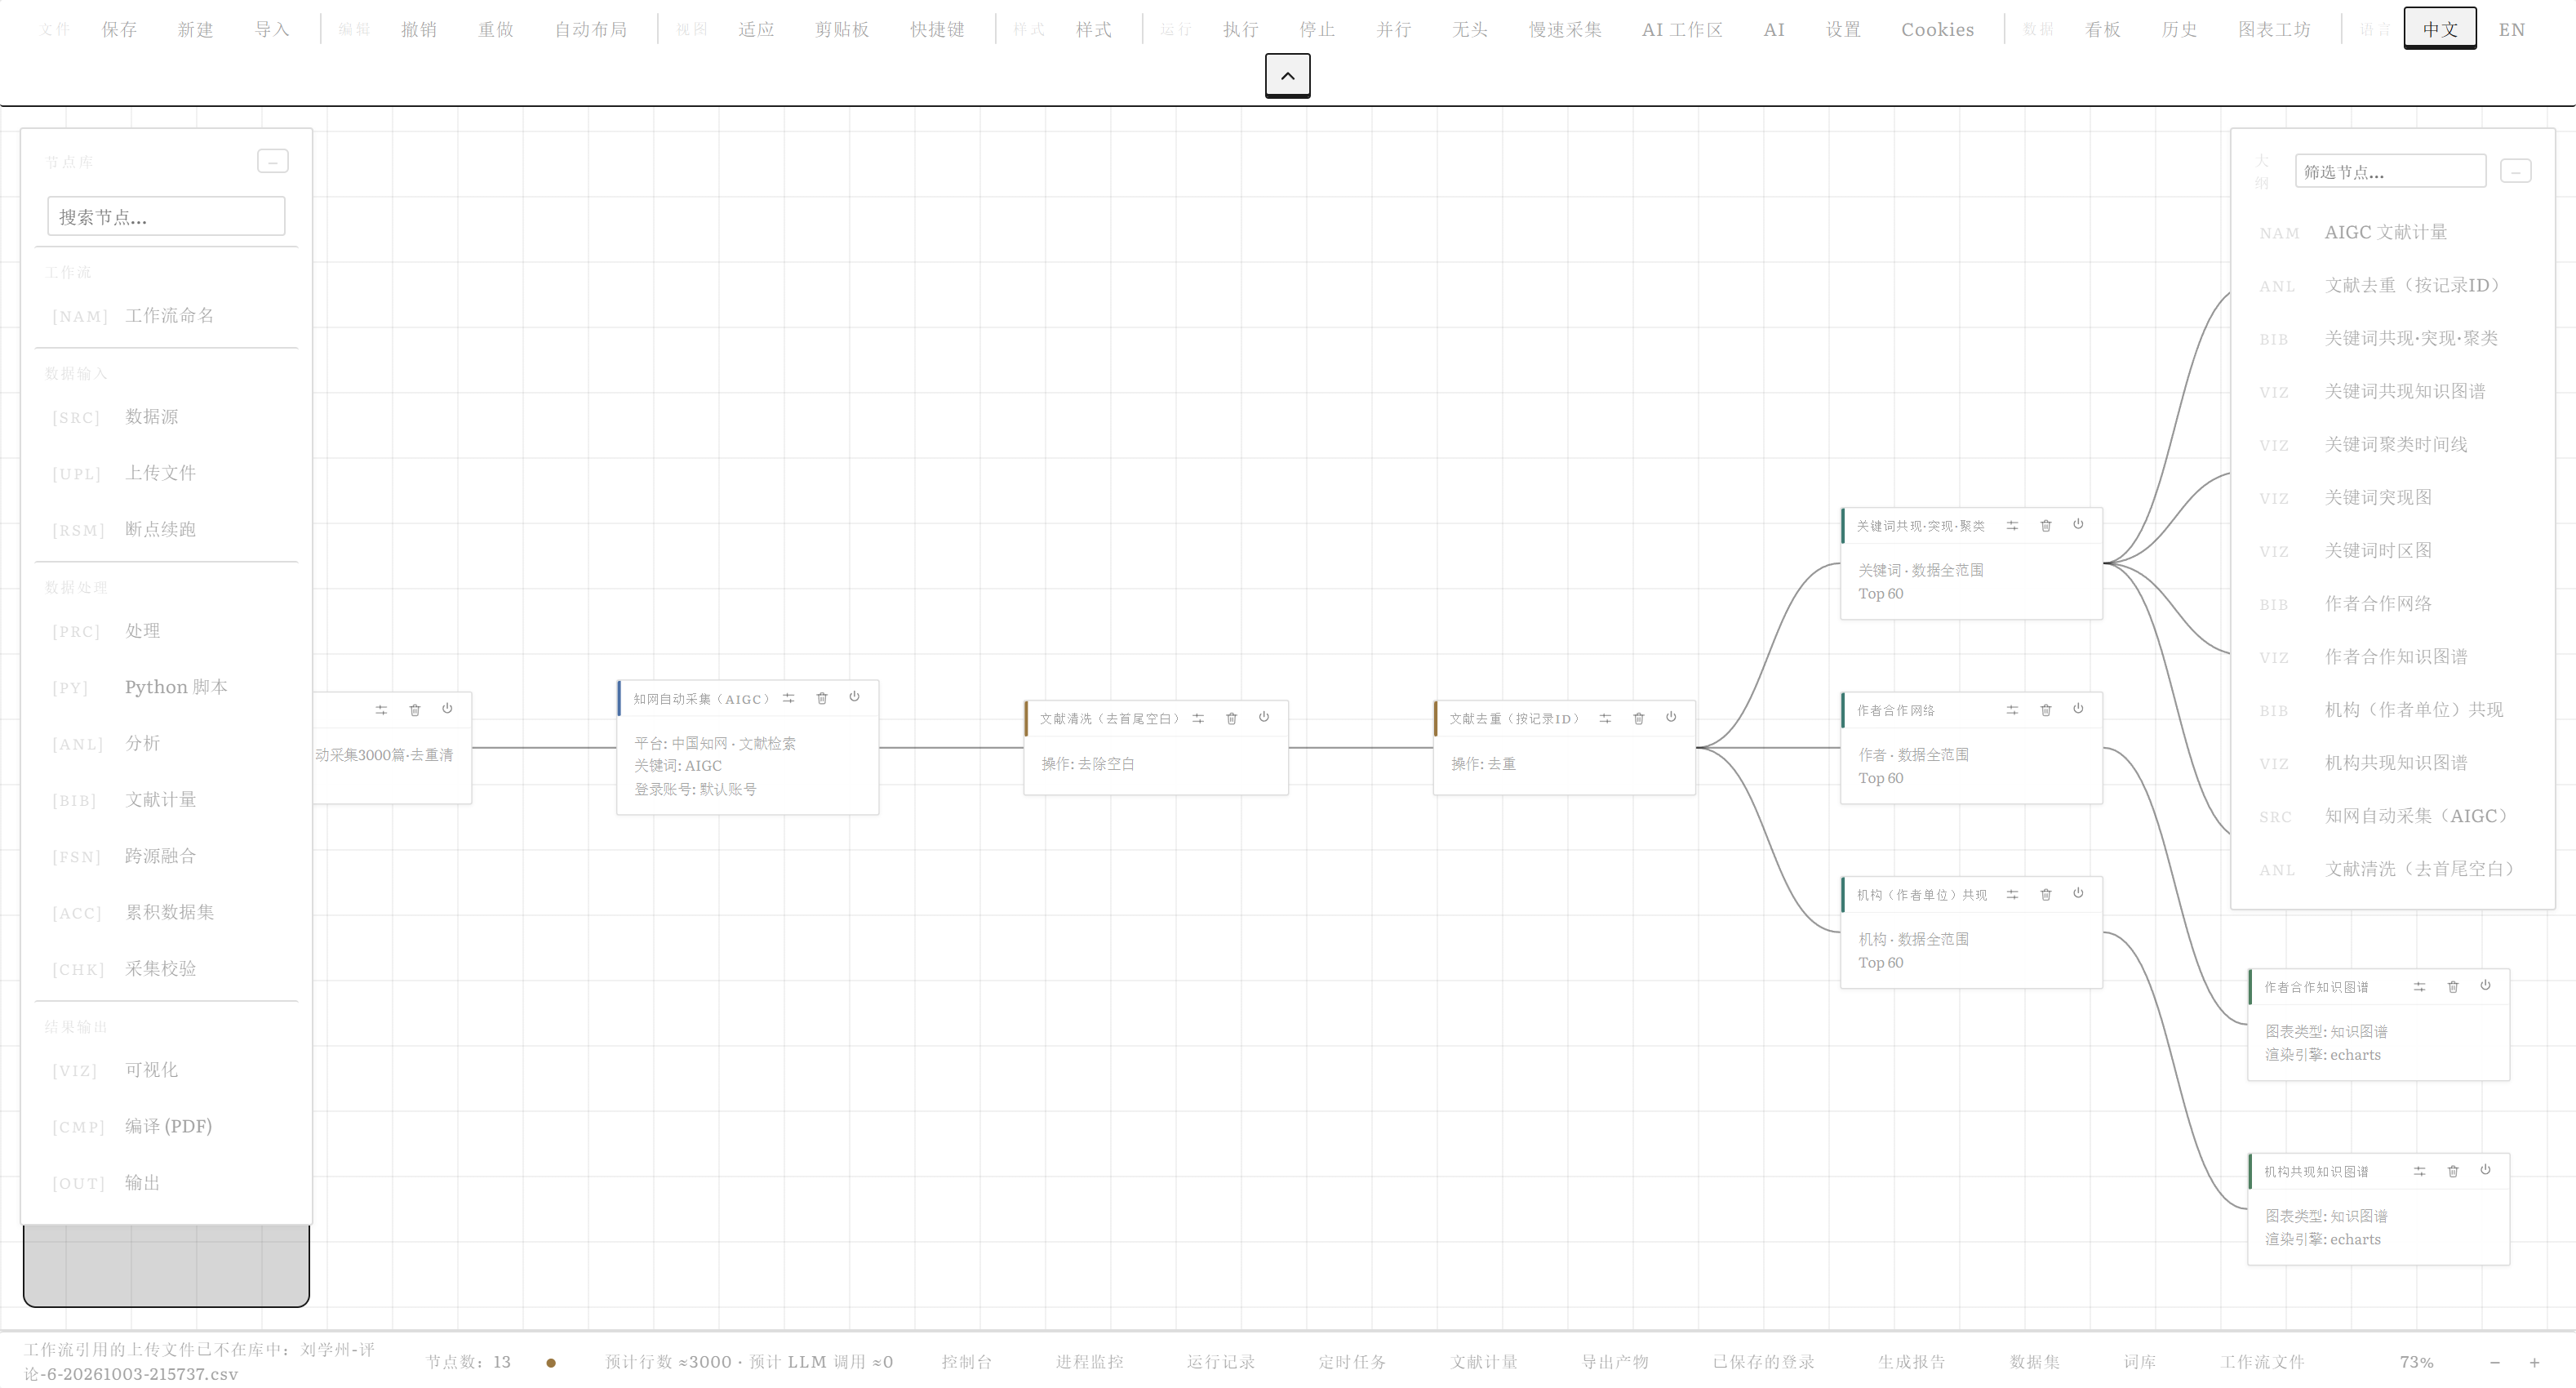 文件 保存 新建 导入 编辑 撤销 重做 自动布局 视图 适应 剪贴板 快捷键 样式 样式 运行 执行 停止 并行 无头 慢速采集 AI 工作区 AI 设置 Cookies 数据 看板 历史 图表工坊 语言 中文 EN
节点库
搜索节点...
工作流
[NAM] 工作流命名
数据输入
[SRC] 数据源
[UPL] 上传文件
[RSM] 断点续跑
数据处理
[PRC] 处理
[PY] Python 脚本
[ANL] 分析
[BIB] 文献计量
[FSN] 跨源融合
[ACC] 累积数据集
[CHK] 采集校验
结果输出
[VIZ] 可视化
[CMP] 编译 (PDF)
[OUT] 输出
动采集3000篇·去重清
知网自动采集（AIGC）
平台: 中国知网 · 文献检索
关键词: AIGC
登录账号: 默认账号
文献清洗（去首尾空白）
操作: 去除空白
文献去重（按记录ID）
操作: 去重
关键词共现·突现·聚类
关键词 · 数据全范围
Top 60
作者合作网络
作者 · 数据全范围
Top 60
机构（作者单位）共现
机构 · 数据全范围
Top 60
大纲
筛选节点...
NAM AIGC 文献计量
ANL 文献去重（按记录ID）
BIB 关键词共现·突现·聚类
VIZ 关键词共现知识图谱
VIZ 关键词聚类时间线
VIZ 关键词突现图
VIZ 关键词时区图
BIB 作者合作网络
VIZ 作者合作知识图谱
BIB 机构（作者单位）共现
VIZ 机构共现知识图谱
SRC 知网自动采集（AIGC）
ANL 文献清洗（去首尾空白）
作者合作知识图谱
图表类型: 知识图谱
渲染引擎: echarts
机构共现知识图谱
图表类型: 知识图谱
渲染引擎: echarts
工作流引用的上传文件已不在库中：刘学州-评
论-6-20261003-215737.csv
节点数：13 预计行数 ≈3000 · 预计 LLM 调用 ≈0 控制台 进程监控 运行记录 定时任务 文献计量 导出产物 已保存的登录 生成报告 数据集 词库 工作流文件 73% − +